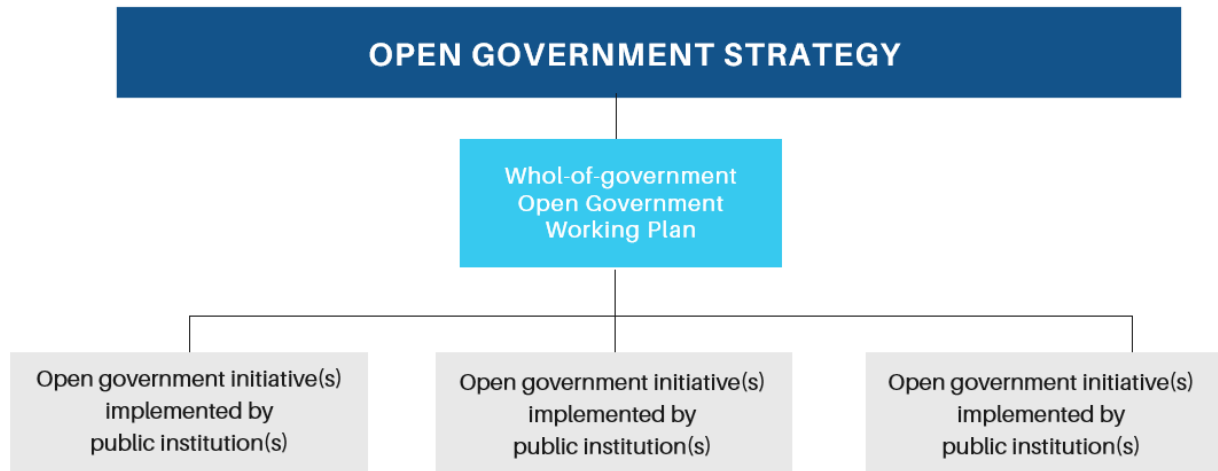 OPEN GOVERNMENT STRATEGY
Whol-of-government
Open Government
Working Plan
Open government initiative(s)
implemented by
public institution(s)
Open government initiative(s)
implemented by
public institution(s)
Open government initiative(s)
implemented by
public institution(s)